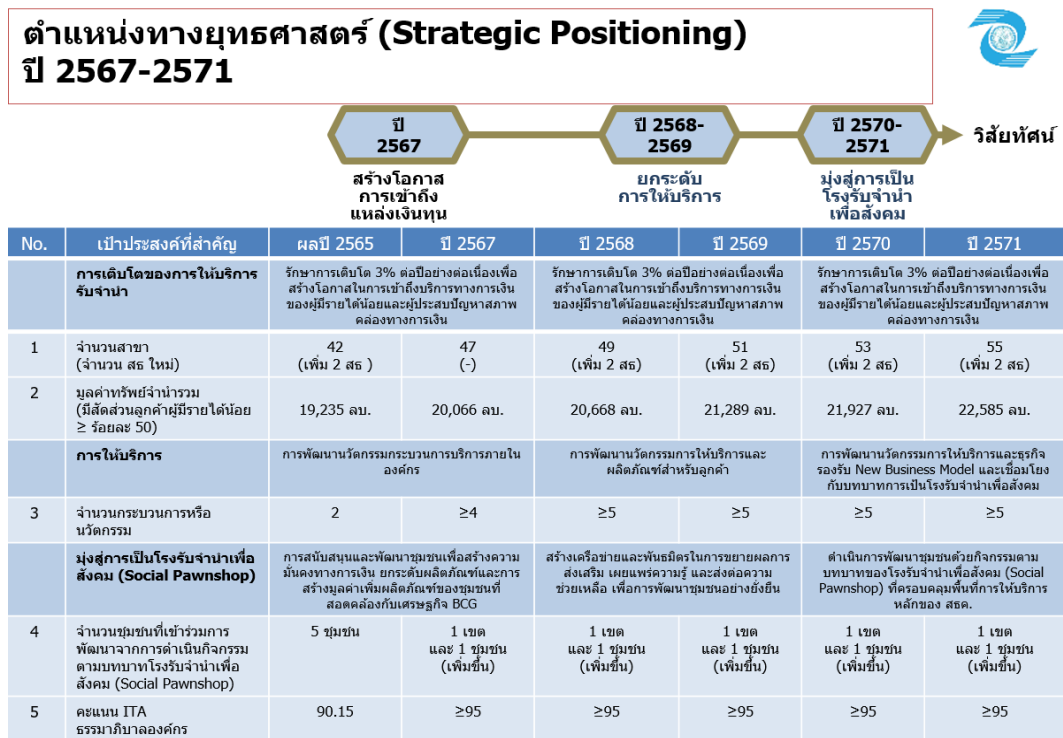 ตำแหน่งทางยุทธศาสตร์ (Strategic Positioning)
ปี 2567-2571
ปี
2567
ปี 2568-
2569
ปี 2570-
2571
วิสัยทัศน์
สร้างโอกาส
การเข้าถึง
แหล่งเงินทุน
ยกระดับ
การให้บริการ
มุ่งสู่การเป็น
โรงรับจำนำ
เพื่อสังคม
No. เป้าประสงค์ที่สำคัญ ผลปี 2565 ปี 2567 ปี 2568 ปี 2569 ปี 2570 ปี 2571
การเติบโตของการให้บริการ
รับจำนำ
รักษาการเติบโต 3% ต่อปีอย่างต่อเนื่องเพื่อ
สร้างโอกาสในการเข้าถึงบริการทางการเงิน
ของผู้มีรายได้น้อยและผู้ประสบปัญหาสภาพ
คล่องทางการเงิน
รักษาการเติบโต 3% ต่อปีอย่างต่อเนื่องเพื่อ
สร้างโอกาสในการเข้าถึงบริการทางการเงิน
ของผู้มีรายได้น้อยและผู้ประสบปัญหาสภาพ
คล่องทางการเงิน
รักษาการเติบโต 3% ต่อปีอย่างต่อเนื่องเพื่อ
สร้างโอกาสในการเข้าถึงบริการทางการเงิน
ของผู้มีรายได้น้อยและผู้ประสบปัญหาสภาพ
คล่องทางการเงิน
1 จำนวนสาขา 42 47 49 51 53 55
(จำนวน สธ ใหม่) (เพิ่ม 2 สธ ) (-) (เพิ่ม 2 สธ) (เพิ่ม 2 สธ) (เพิ่ม 2 สธ) (เพิ่ม 2 สธ)
2 มูลค่าทรัพย์จำนำรวม
(มีสัดส่วนลูกค้าผู้มีรายได้น้อย 19,235 ลบ. 20,066 ลบ. 20,668 ลบ. 21,289 ลบ. 21,927 ลบ. 22,585 ลบ.
≥ ร้อยละ 50)
การให้บริการ
การพัฒนานวัตกรรมกระบวนการบริการภายใน
องค์กร
การพัฒนานวัตกรรมการให้บริการและ
ผลิตภัณฑ์สำหรับลูกค้า
การพัฒนานวัตกรรมการให้บริการและธุรกิจ
รองรับ New Business Model และเชื่อมโยง
กับบทบาทการเป็นโรงรับจำนำเพื่อสังคม
3 จำนวนกระบวนการหรือ 2 ≥4 ≥5 ≥5 ≥5 ≥5
นวัตกรรม
มุ่งสู่การเป็นโรงรับจำนำเพื่อ
สังคม (Social Pawnshop)
การสนับสนุนและพัฒนาชุมชนเพื่อสร้างความ
มั่นคงทางการเงิน ยกระดับผลิตภัณฑ์และการ
สร้างมูลค่าเพิ่มผลิตภัณฑ์ของชุมชนที่
สอดคล้องกับเศรษฐกิจ BCG
สร้างเครือข่ายและพันธมิตรในการขยายผลการ
ส่งเสริม เผยแพร่ความรู้ และส่งต่อความ
ช่วยเหลือ เพื่อการพัฒนาชุมชนอย่างยั่งยืน
ดำเนินการพัฒนาชุมชนด้วยกิจกรรมตาม
บทบาทของโรงรับจำนำเพื่อสังคม (Social
Pawnshop) ที่ครอบคลุมพื้นที่การให้บริการ
หลักของ สธค.
4 จำนวนชุมชนที่เข้าร่วมการ 5 ชุมชน 1 เขต 1 เขต 1 เขต 1 เขต 1 เขต
พัฒนาจากการดำเนินกิจกรรม และ 1 ชุมชน และ 1 ชุมชน และ 1 ชุมชน และ 1 ชุมชน และ 1 ชุมชน
ตามบทบาทโรงรับจำนำเพื่อ (เพิ่มขึ้น) (เพิ่มขึ้น) (เพิ่มขึ้น) (เพิ่มขึ้น) (เพิ่มขึ้น)
สังคม (Social Pawnshop)
5 คะแนน ITA 90.15 ≥95 ≥95 ≥95 ≥95 ≥95
ธรรมาภิบาลองค์กร